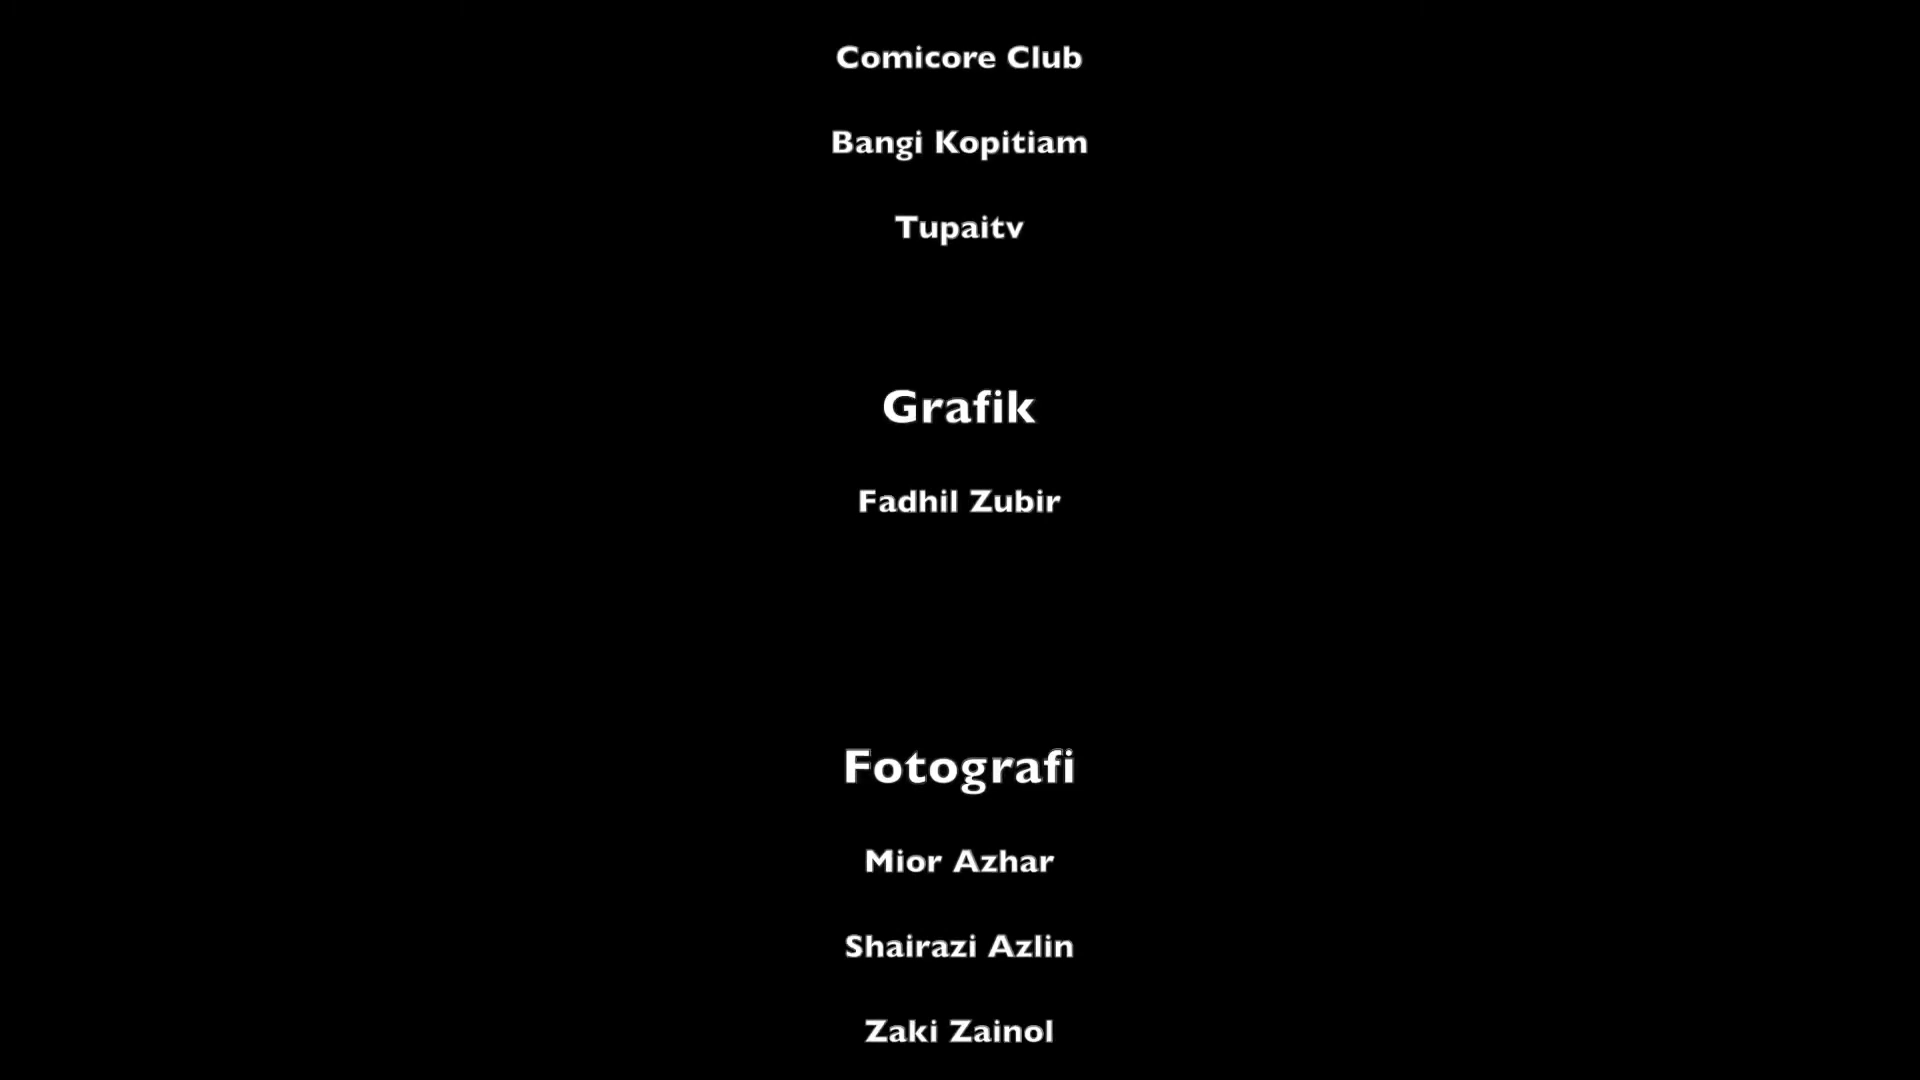 Comicore Club
Bangi Kopitiam
Tupaitv
Grafik
Fadhil Zubir
Fotografi
Mior Azhar
Shairazi Azlin
Zaki Zainol